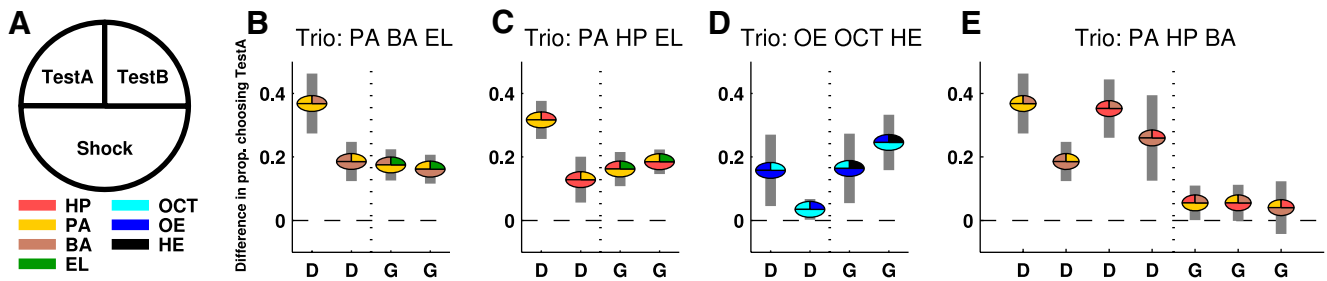 A
TestA TestB
Shock
HP OCT
PA OE
BA HE
EL
B
Trio: PA BA EL
Difference in prop. choosing TestA
0.4
0.2
0
D D G G
C
Trio: PA HP EL
0.4
0.2
0
D D G G
D
Trio: OE OCT HE
0.4
0.2
0
D D G G
E
Trio: PA HP BA
0.4
0.2
0
D D D D G G G